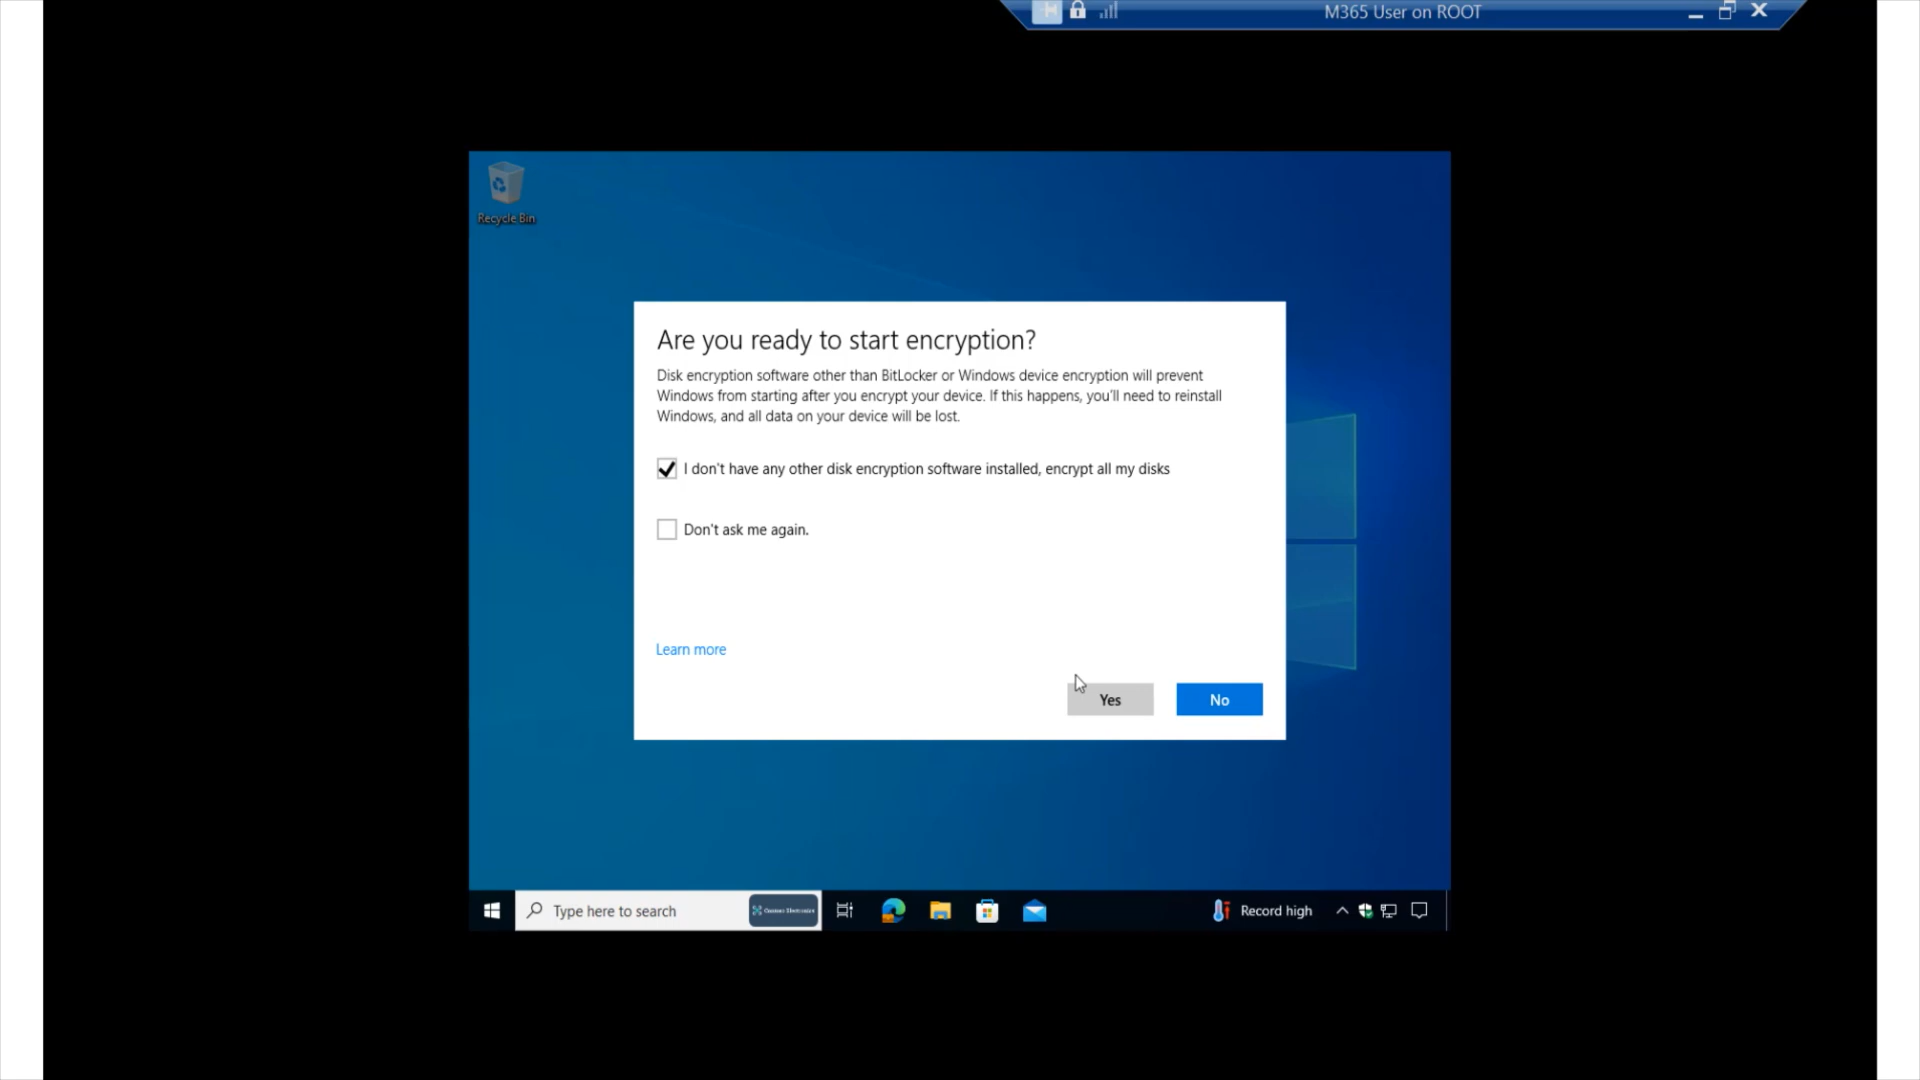 M365 User on ROOT
Recycle Bin
Are you ready to start encryption?
Disk encryption software other than BitLocker or Windows device encryption will prevent
Windows from starting after you encrypt your device. If this happens, you'll need to reinstall
Windows, and all data on your device will be lost.
I don't have any other disk encryption software installed, encrypt all my disks
Don't ask me again.
Learn more
Yes
No
Type here to search
Record high